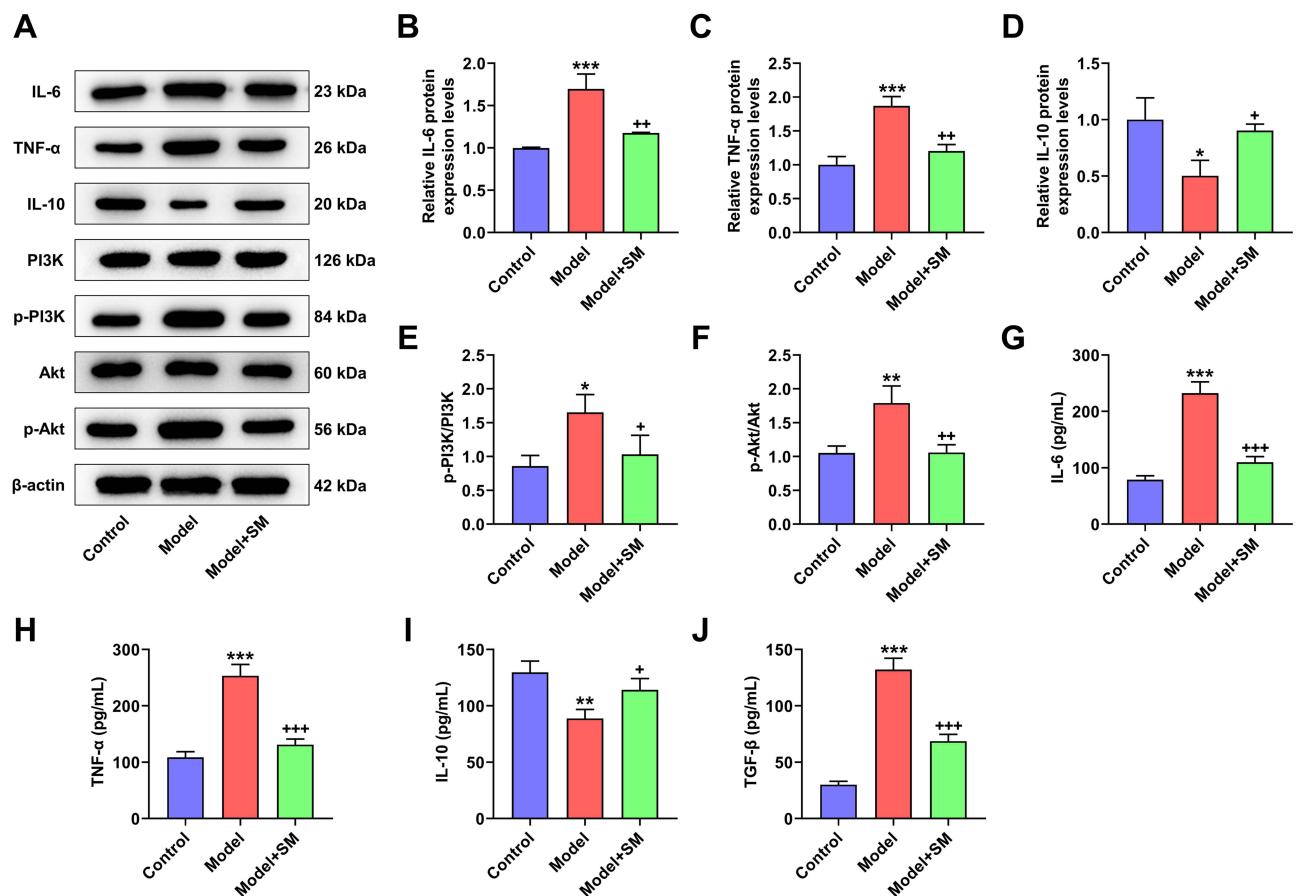 A
IL-6
23 kDa
TNF-α
26 kDa
IL-10
20 kDa
PI3K
126 kDa
p-PI3K
84 kDa
Akt
60 kDa
p-Akt
56 kDa
β-actin
42 kDa
Control
Model
Model+SM
B
Relative IL-6 protein
expression levels
2.0
1.5
1.0
0.5
0.0
***
++
Control
Model
Model+SM
C
Relative TNF-α protein
expression levels
2.5
2.0
1.5
1.0
0.5
0.0
***
++
Control
Model
Model+SM
D
Relative IL-10 protein
expression levels
1.5
1.0
0.5
0.0
*
+
Control
Model
Model+SM
E
p-PI3K/PI3K
2.5
2.0
1.5
1.0
0.5
0.0
*
+
Control
Model
Model+SM
F
p-Akt/Akt
2.5
2.0
1.5
1.0
0.5
0.0
**
++
Control
Model
Model+SM
G
IL-6 (pg/mL)
300
200
100
0
***
+++
Control
Model
Model+SM
H
TNF-α (pg/mL)
300
200
100
0
***
+++
Control
Model
Model+SM
I
IL-10 (pg/mL)
150
100
50
0
**
+
Control
Model
Model+SM
J
TGF-β (pg/mL)
150
100
50
0
***
+++
Control
Model
Model+SM